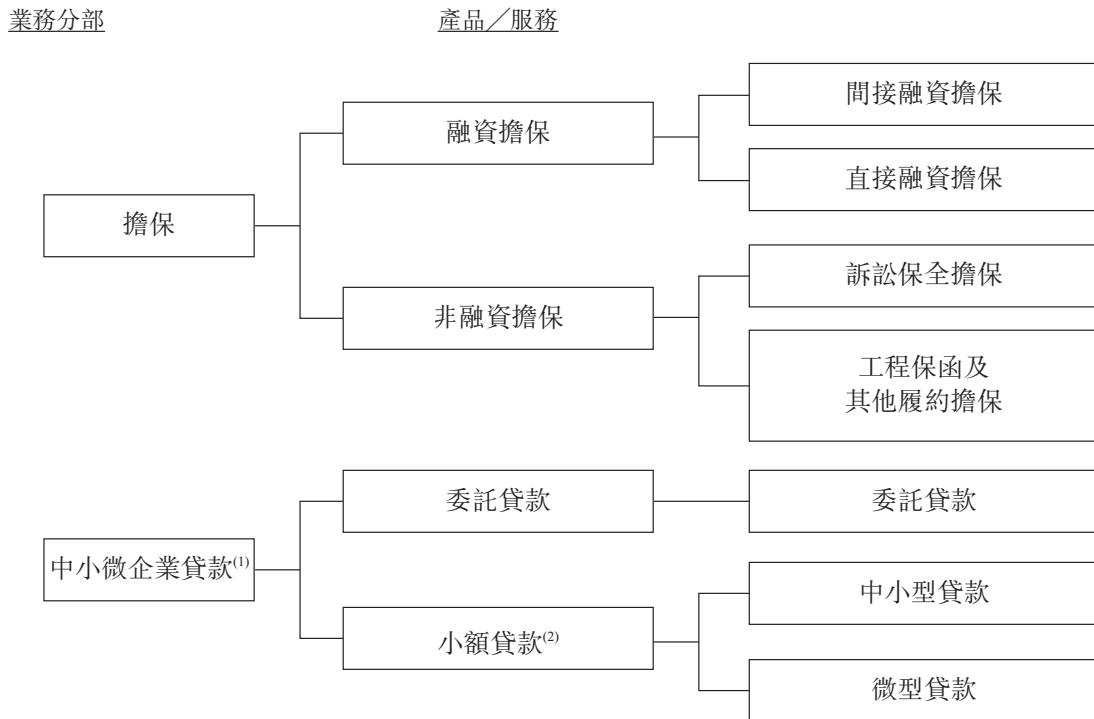 業務分部
產品／服務
間接融資擔保
融資擔保
直接融資擔保
擔保
訴訟保全擔保
非融資擔保
工程保函及
其他履約擔保
委託貸款
委託貸款
中小微企業貸款(1)
中小型貸款
小額貸款(2)
微型貸款